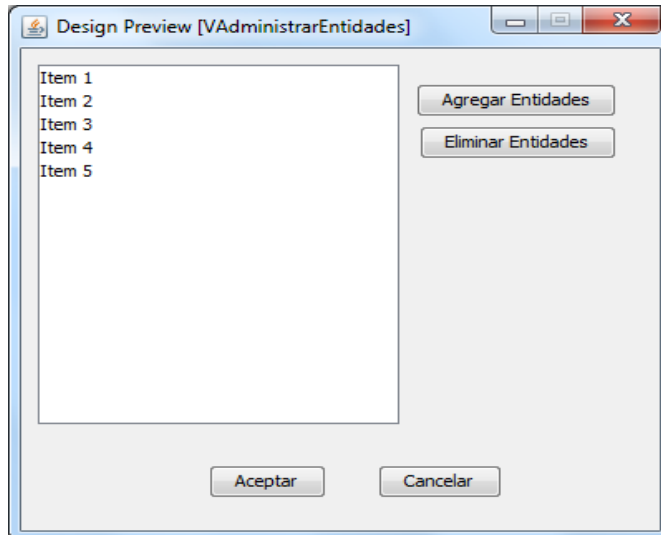 Design Preview [VAdministrarEntidades]
Item 1
Item 2
Item 3
Item 4
Item 5
Agregar Entidades
Eliminar Entidades
Aceptar
Cancelar